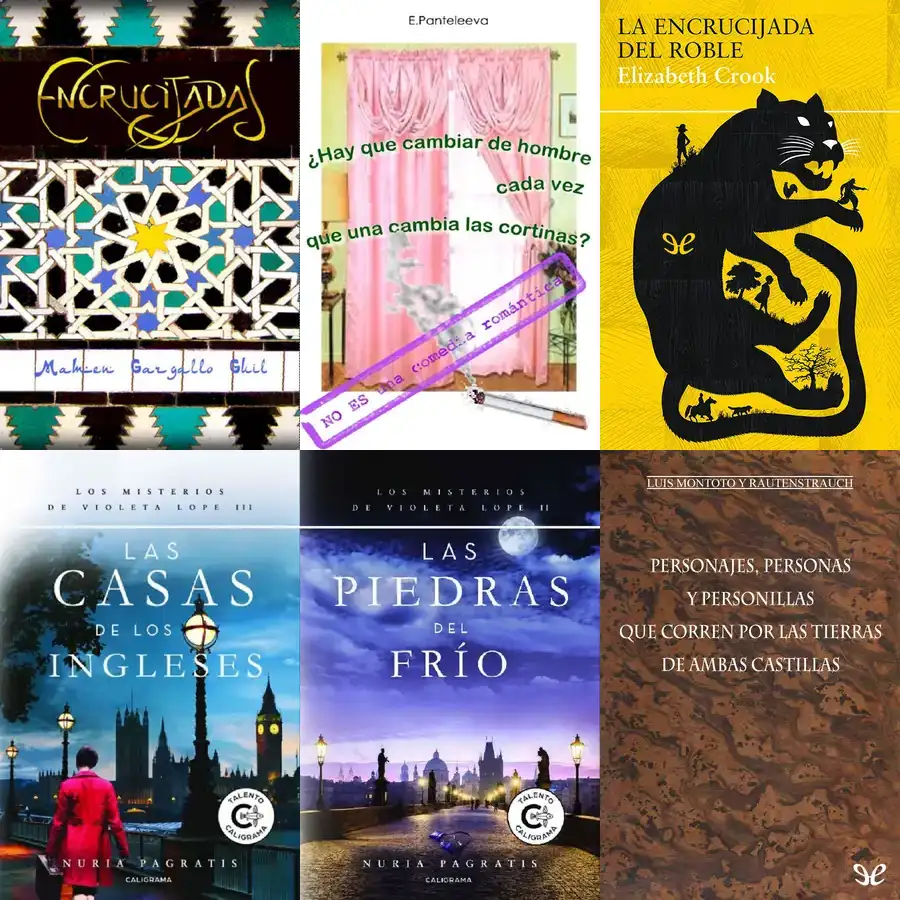 ENCRUCIJADAS
Mahien Gargallo Ghil
E.Panteleeva
¿Hay que cambiar de hombre
cada vez
que una cambia las cortinas?
NO ES una comedia romántica
LA ENCRUCIJADA
DEL ROBLE
Elizabeth Crook
LOS MISTERIOS
DE VIOLETA LOPE III
LAS
CASAS
DE LOS
INGLESES
TALENTO
CALIGRAMA
NURIA PAGRATIS
CALIGRAMA
LOS MISTERIOS
DE VIOLETA LOPE II
LAS
PIEDRAS
DEL
FRÍO
TALENTO
CALIGRAMA
NURIA PAGRATIS
CALIGRAMA
LUIS MONTOTO Y RAUTENSTRAUCH
PERSONAJES, PERSONAS
Y PERSONILLAS
QUE CORREN POR LAS TIERRAS
DE AMBAS CASTILLAS